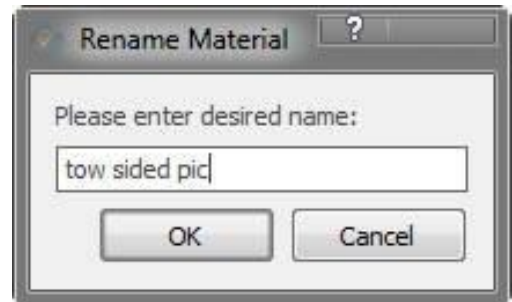 Rename Material
?
Please enter desired name:
tow sided pic
OK Cancel